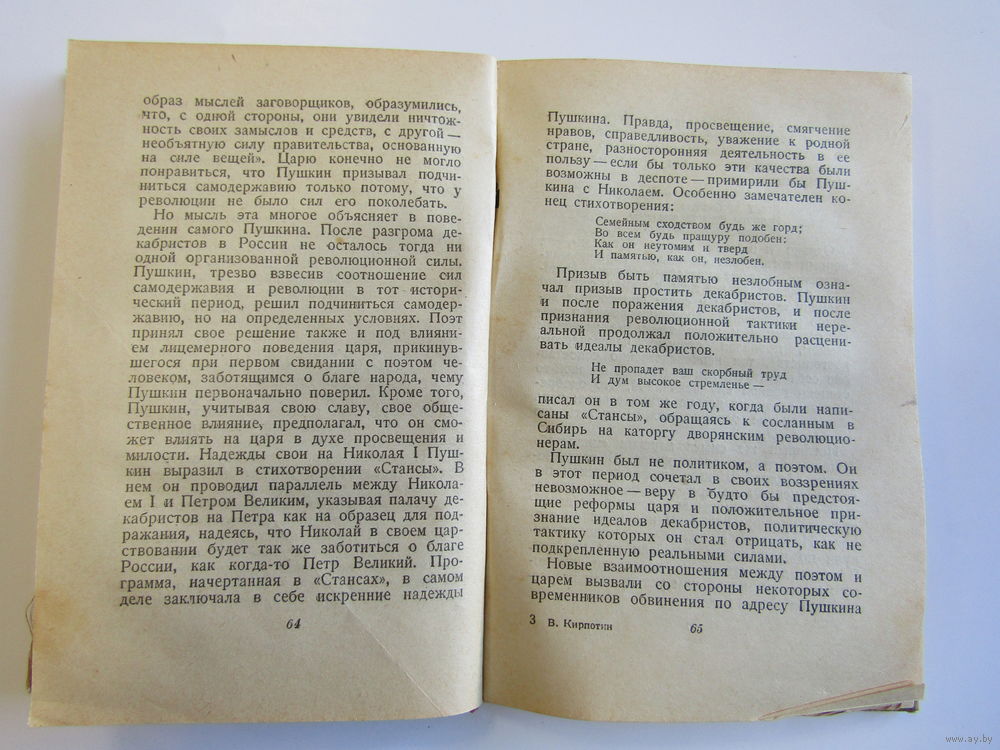 образ мыслей заговорщиков, образумились,
что, с одной стороны, они увидели ничтож-
ность своих замыслов и средств, с другой —
необъятную силу правительства, основанную
на силе вещей». Царю конечно не могло
понравиться, что Пушкин призывал подчи-
ниться самодержавию только потому, что у
революции не было сил его поколебать.
Но мысль эта многое объясняет в пове-
дении самого Пушкина. После разгрома де-
кабристов в России не осталось тогда ни
одной организованной революционной силы.
Пушкин, трезво взвесив соотношение сил
самодержавия и революции в тот истори-
ческий период, решил подчиниться самодер-
жавию, но на определенных условиях. Поэт
принял свое решение также и под влияни-
ем лицемерного поведения царя, прикинув-
шегося при первом свидании с поэтом че-
ловеком, заботящимся о благе народа, чему
Пушкин первоначально поверил. Кроме того,
Пушкин, учитывая свою славу, свое обще-
ственное влияние, предполагал, что он смо-
жет влиять на царя в духе просвещения и
милости. Надежды свои на Николая I Пуш-
кин выразил в стихотворении «Стансы». В
нем он проводил параллель между Никола-
ем I и Петром Великим, указывая палачу де-
кабристов на Петра как на образец для под-
ражания, надеясь, что Николай в своем цар-
ствовании будет так же заботиться о благе
России, как когда-то Петр Великий. Про-
грамма, начертанная в «Стансах», в самом
деле заключала в себе искренние надежды
64
Пушкина. Правда, просвещение, смягчение
нравов, справедливость, уважение к родной
стране, разносторонняя деятельность в ее
пользу — если бы только эти качества были
возможны в деспоте — примирили бы Пуш-
кина с Николаем. Особенно замечателен ко-
нец стихотворения:
Семейным сходством будь же горд;
Во всем будь пращуру подобен:
Как он неутомим и тверд
И памятью, как он, незлобен.
Призыв быть памятью незлобным озна-
чал призыв простить декабристов. Пушкин
и после поражения декабристов, и после
признания революционной тактики нере-
альной продолжал положительно расцени-
вать идеалы декабристов.
Не пропадет ваш скорбный труд
И дум высокое стремленье —
писал он в том же году, когда были напи-
саны «Стансы», обращаясь к сосланным в
Сибирь на каторгу дворянским революцио-
нерам.
Пушкин был не политиком, а поэтом. Он
в этот период сочетал в своих воззрениях
невозможное — веру в будто бы предстоя-
щие реформы царя и положительное при-
знание идеалов декабристов, политическую
тактику которых он стал отрицать, как не
подкрепленную реальными силами.
Новые взаимоотношения между поэтом и
царем вызвали со стороны некоторых со-
временников обвинения по адресу Пушкина
3 В. Кирпотин
65
www.ay.by